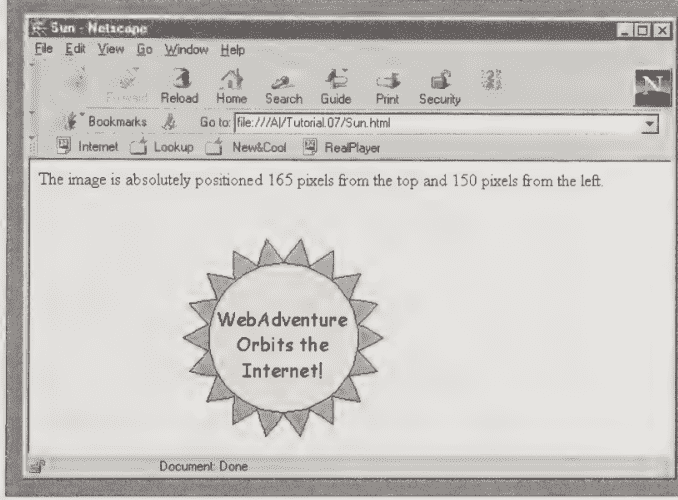 Sun - Netscape
File Edit View Go Window Help
Forward Reload Home Search Guide Print Security
N
Bookmarks Go to: file:///A|/Tutorial.07/Sun.html
Internet Lookup New&Cool RealPlayer
The image is absolutely positioned 165 pixels from the top and 150 pixels from the left.
WebAdventure
Orbits the
Internet!
Document: Done